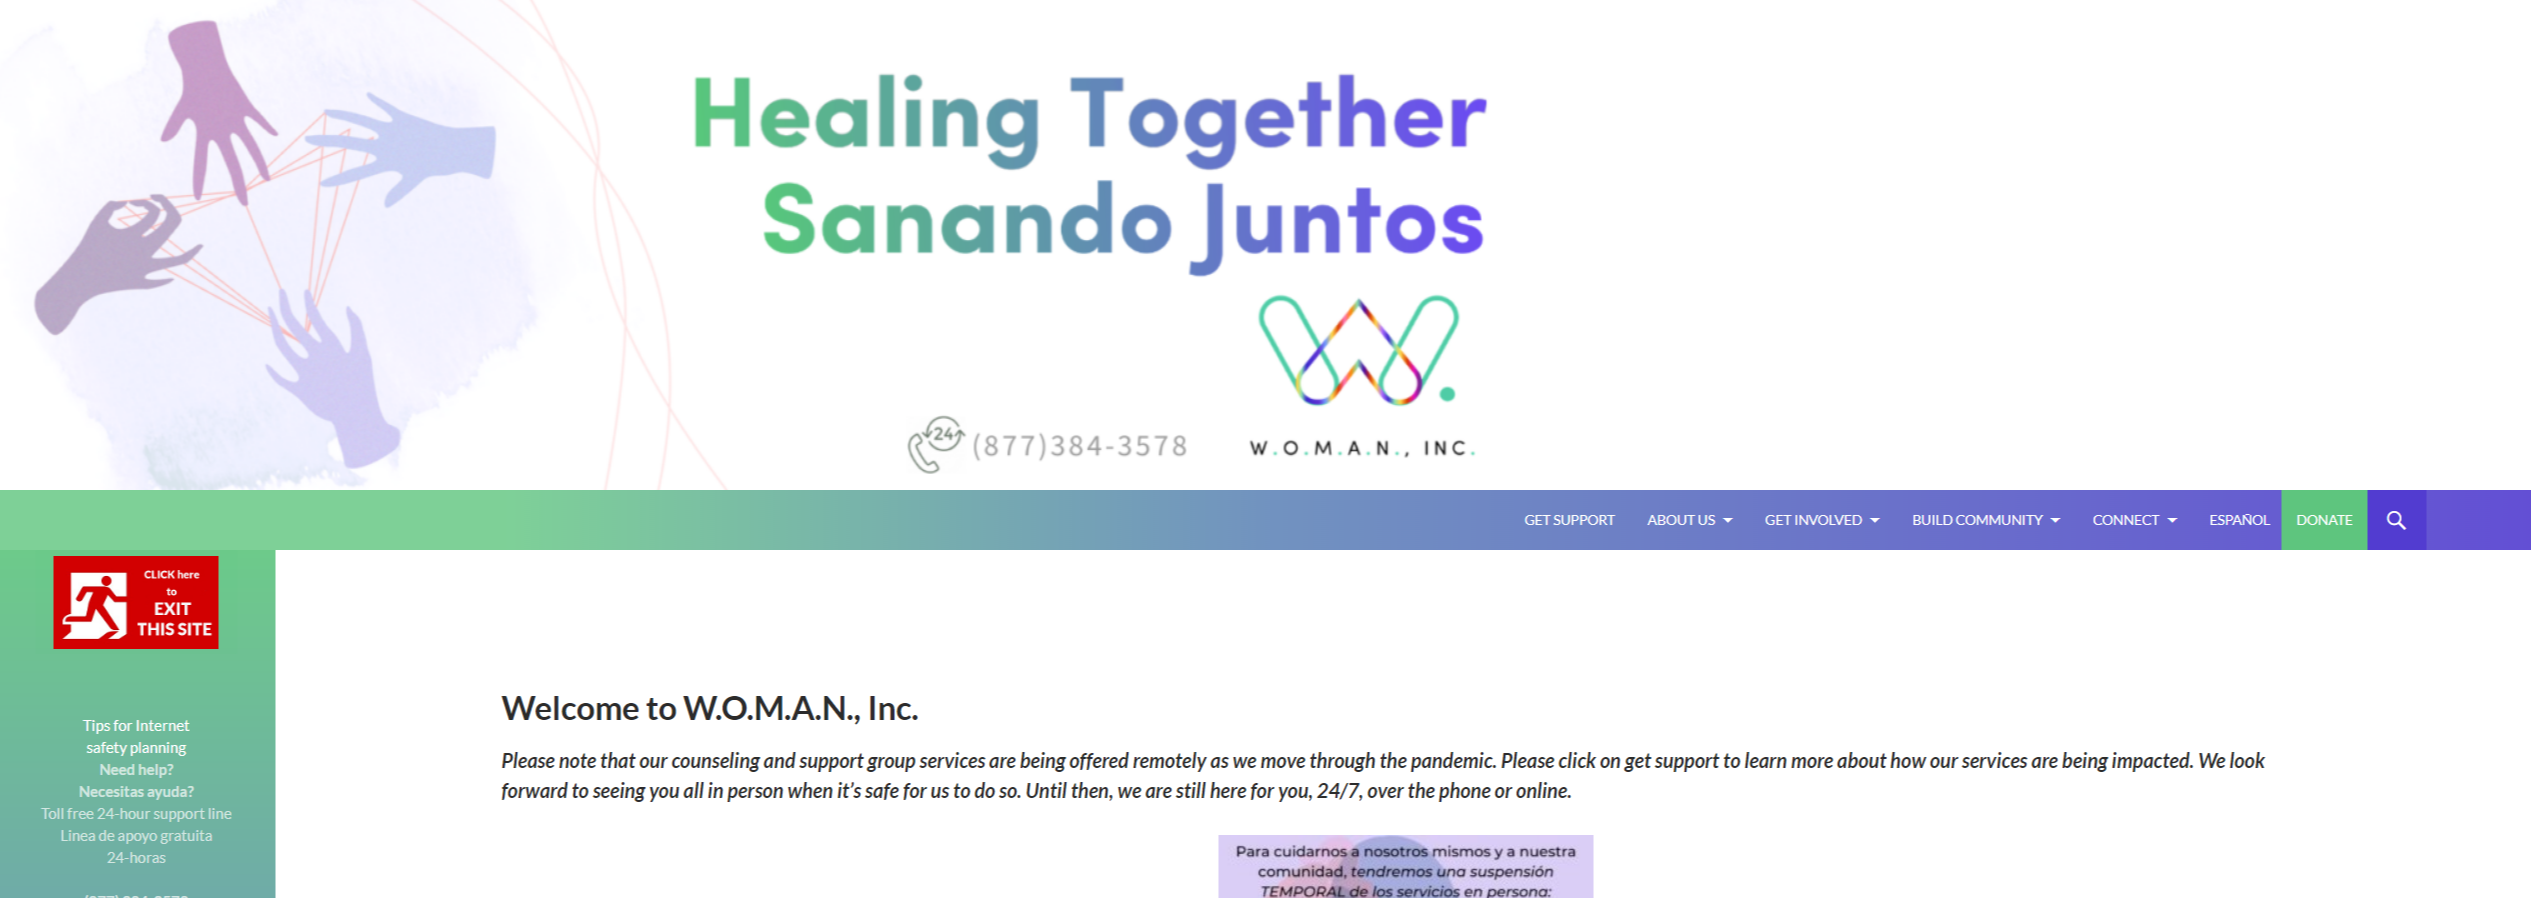 Healing Together
Sanando Juntos
24
(877)384-3578
W.O.M.A.N., INC.
GET SUPPORT
ABOUT US
GET INVOLVED
BUILD COMMUNITY
CONNECT
ESPAÑOL
DONATE
CLICK here
to
EXIT
THIS SITE
Tips for Internet
safety planning
Need help?
Necesitas ayuda?
Toll free 24-hour support line
Linea de apoyo gratuita
24-horas
Welcome to W.O.M.A.N., Inc.
Please note that our counseling and support group services are being offered remotely as we move through the pandemic. Please click on get support to learn more about how our services are being impacted. We look
forward to seeing you all in person when it’s safe for us to do so. Until then, we are still here for you, 24/7, over the phone or online.
Para cuidarnos a nosotros mismos y a nuestra
comunidad, tendremos una suspensión
TEMPORAL de los servicios en persona: